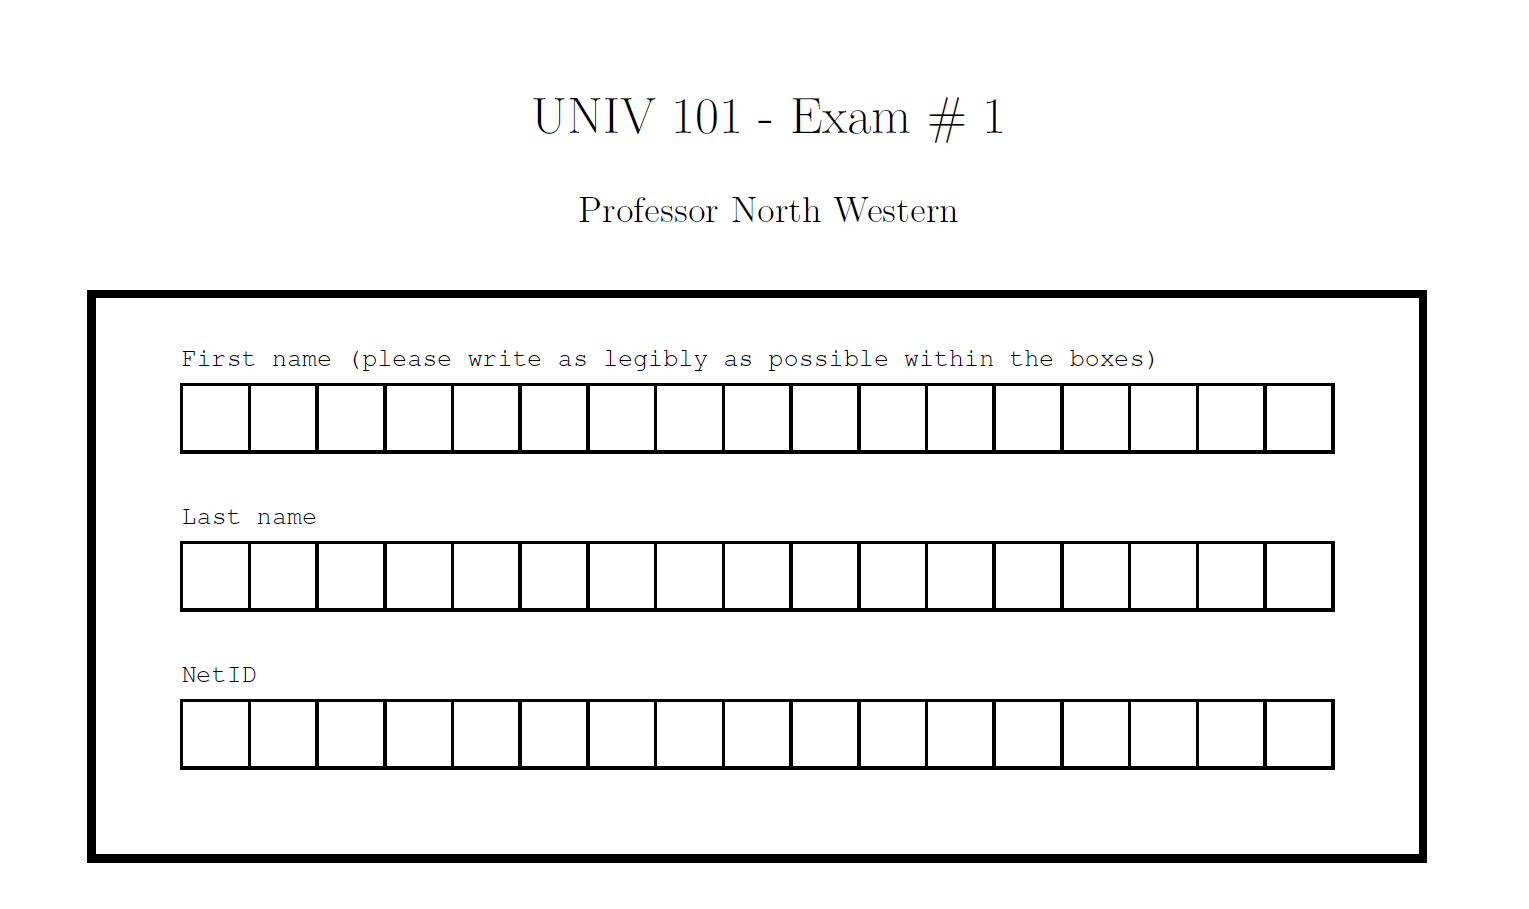 UNIV 101 - Exam # 1
Professor North Western
First name (please write as legibly as possible within the boxes)
Last name
NetID